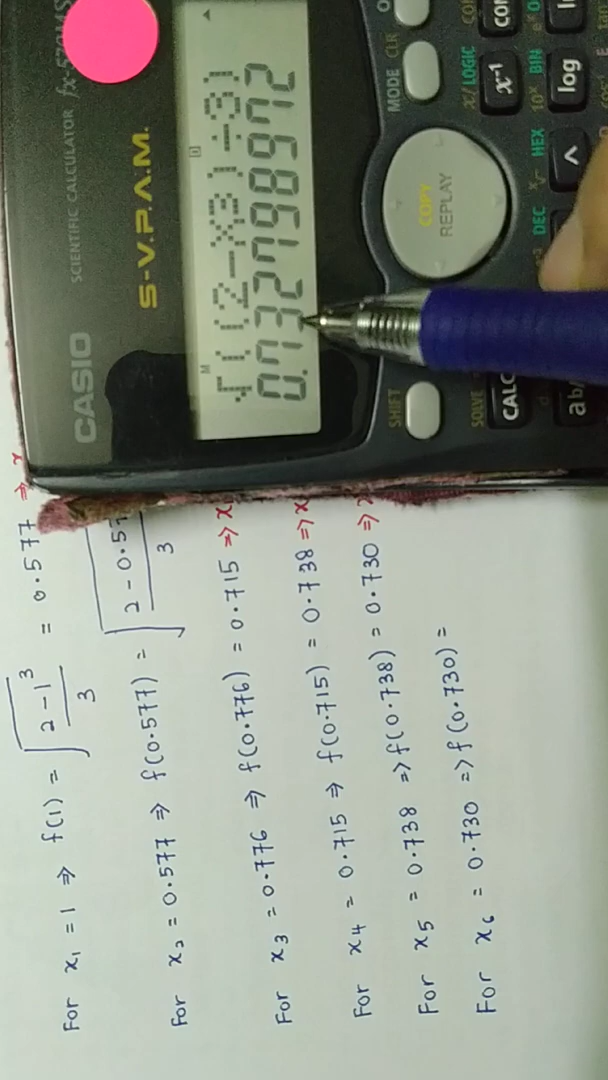 CASIO
SCIENTIFIC CALCULATOR
S-V.P.A.M.
√((2-X3)÷3)
SHIFT
COPY
REPLAY
MODE CLR
SOLVE
CALC
DEC
HEX
BIN
LOGIC
x⁻¹
log
^
For x₁ = 1 ⇒ f(1) = √((2 - 1³)/3) = 0.577 ⇒
For x₂ = 0.577 ⇒ f(0.577) = √((2 - 0.57/3
For x₃ = 0.776 ⇒ f(0.776) = 0.715 ⇒ x
For x₄ = 0.715 ⇒ f(0.715) = 0.738 ⇒ x
For x₅ = 0.738 ⇒ f(0.738) = 0.730 ⇒
For x₆ = 0.730 ⇒ f(0.730) =